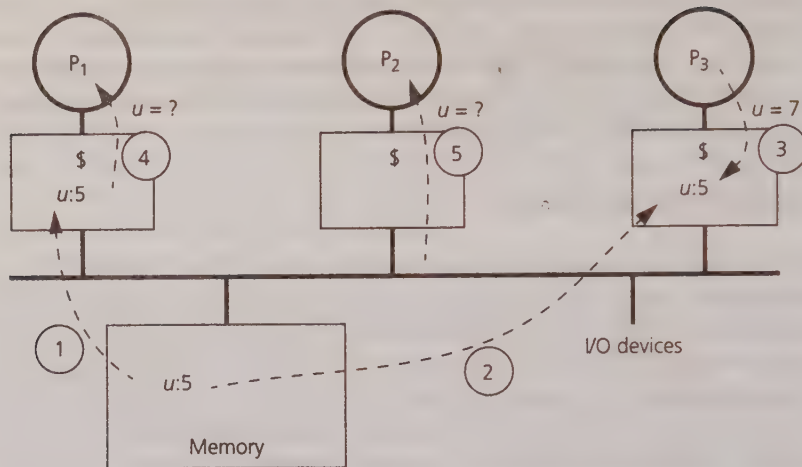 P1
P2
P3
u = ?
u = ?
u = 7
$
4
$
5
$
3
u:5
u:5
1
2
I/O devices
u:5
Memory